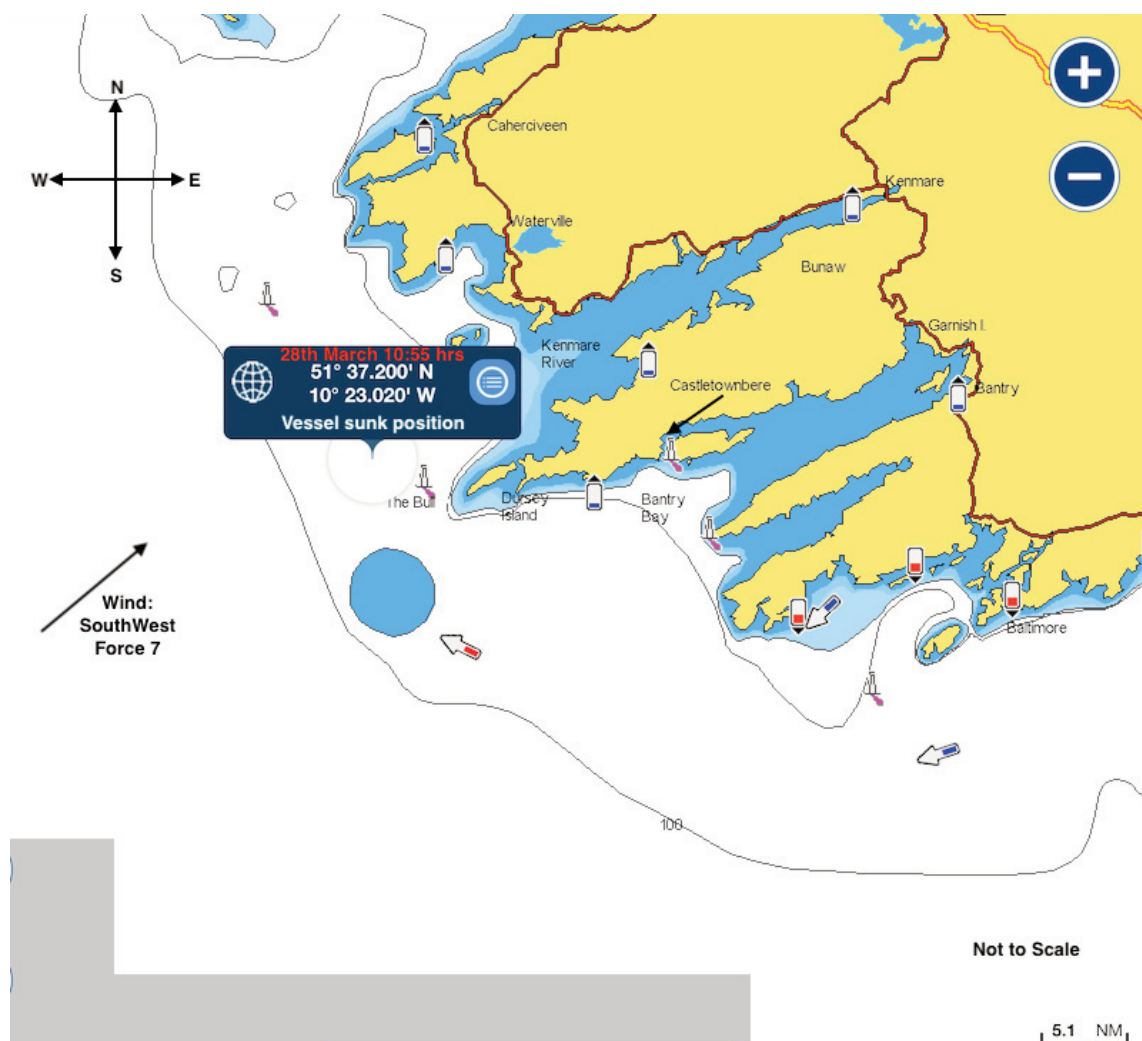 N
W
E
S
Caherciveen
Waterville
Kenmare
Bunaw
Garnish I.
Kenmare
River
Castletownbere
Bantry
28th March 10:55 hrs
51° 37.200' N
10° 23.020' W
Vessel sunk position
The Bull
Dursey
Island
Bantry
Bay
Wind:
SouthWest
Force 7
Baltimore
100
Not to Scale
5.1 NM